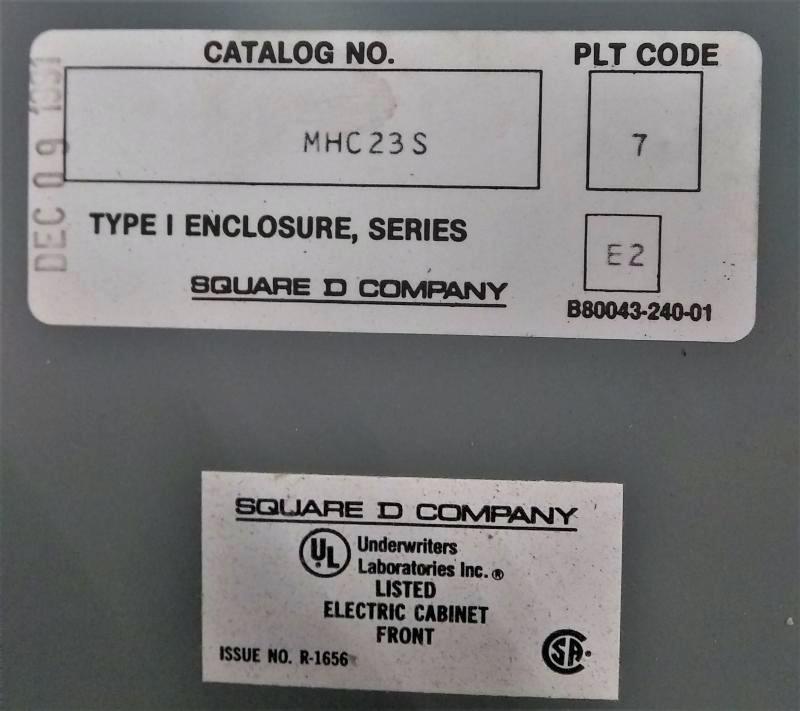 CATALOG NO. PLT CODE
MHC23S 7
DEC 09 1991
TYPE I ENCLOSURE, SERIES E2
SQUARE D COMPANY
B80043-240-01
SQUARE D COMPANY
UL Underwriters
Laboratories Inc.®
LISTED
ELECTRIC CABINET
FRONT
ISSUE NO. R-1656
SA